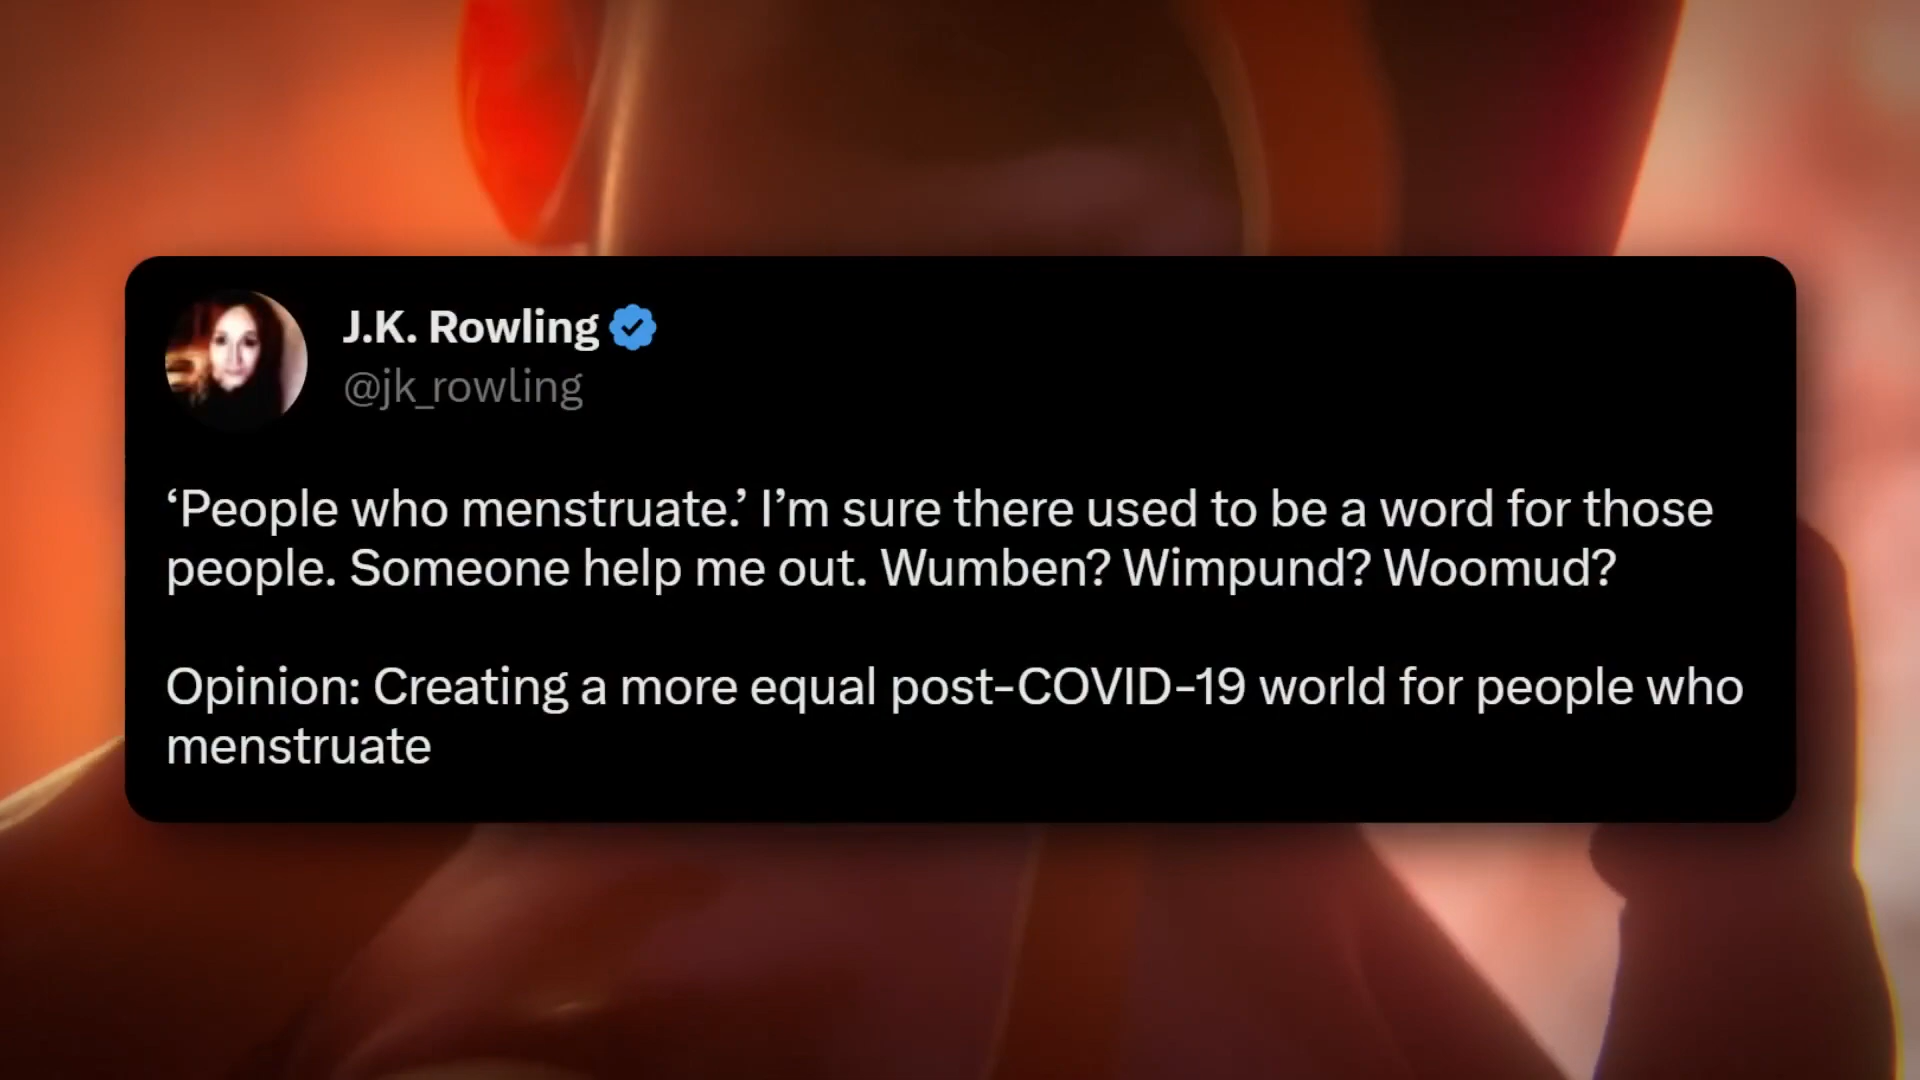 J.K. Rowling
@jk_rowling
‘People who menstruate.’ I’m sure there used to be a word for those
people. Someone help me out. Wumben? Wimpund? Woomud?
Opinion: Creating a more equal post-COVID-19 world for people who
menstruate